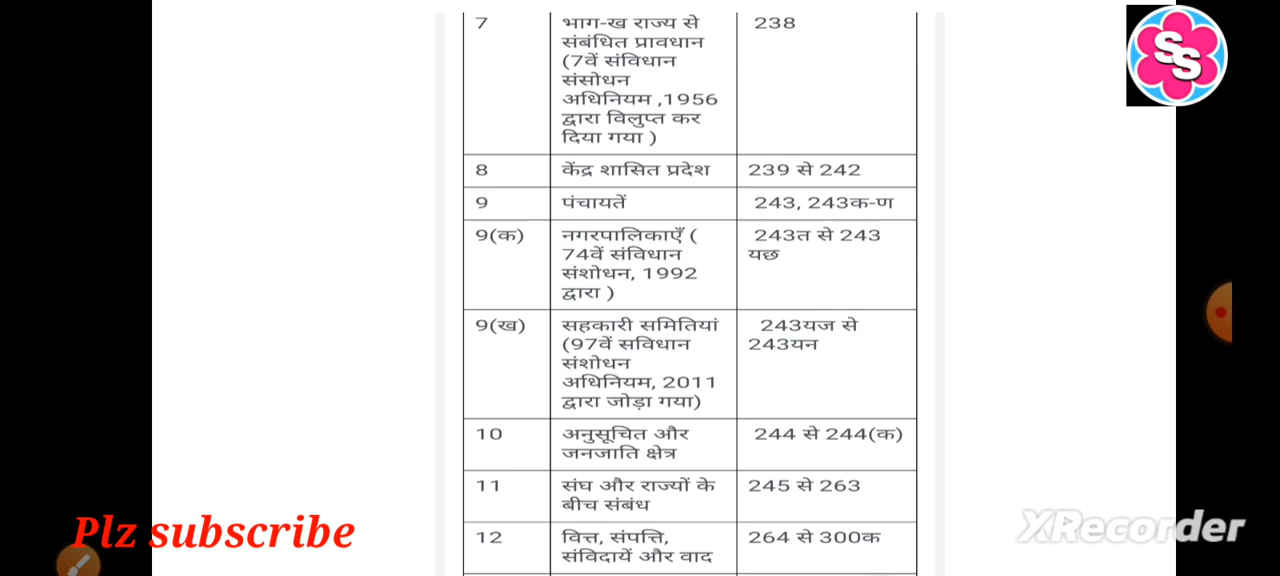 7 भाग-ख राज्य से 238
संबंधित प्रावधान
(7वें संविधान
संसोधन
अधिनियम ,1956
द्वारा विलुप्त कर
दिया गया )
8 केंद्र शासित प्रदेश 239 से 242
9 पंचायतें 243, 243क-ण
9(क) नगरपालिकाएँ ( 243त से 243
74वें संविधान यछ
संशोधन, 1992
द्वारा )
9(ख) सहकारी समितियां 243यज से
(97वें सविधान 243यन
संशोधन
अधिनियम, 2011
द्वारा जोड़ा गया)
10 अनुसूचित और 244 से 244(क)
जनजाति क्षेत्र
11 संघ और राज्यों के 245 से 263
बीच संबंध
12 वित्त, संपत्ति, 264 से 300क
संविदायें और वाद
SS
Plz subscribe
XRecorder